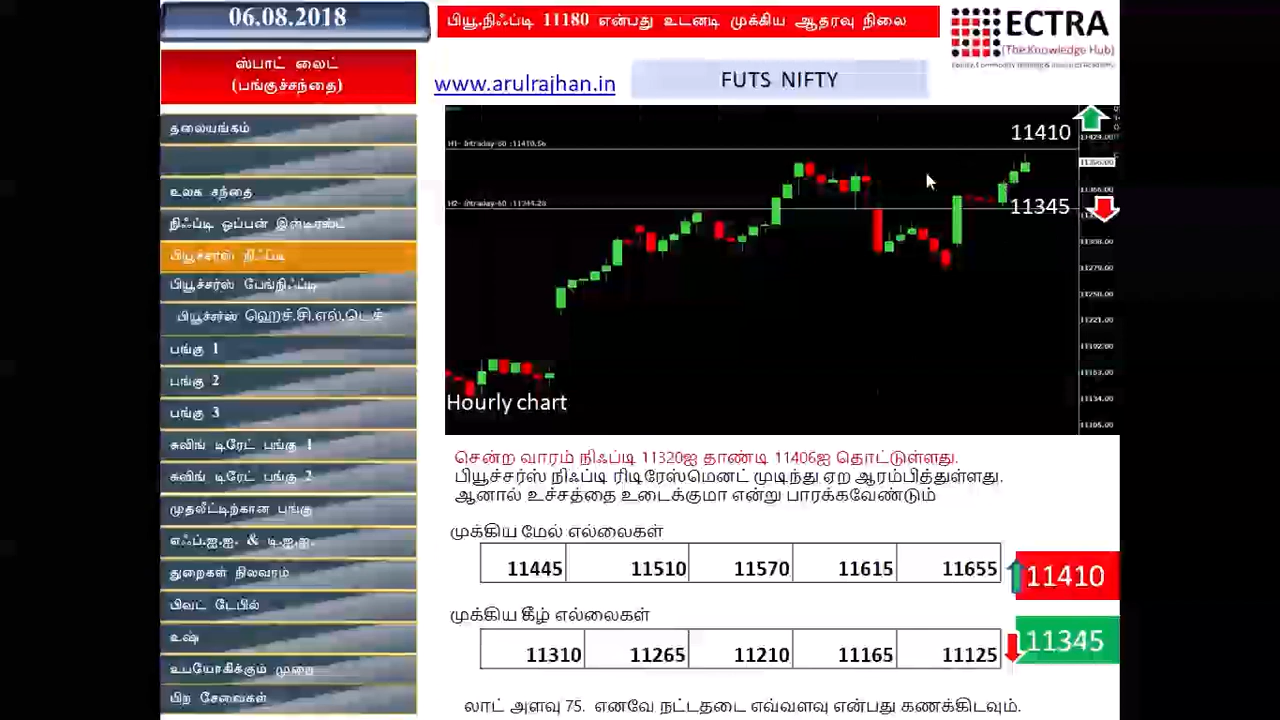 06.08.2018
பியூ.நிஃப்டி 11180 என்பது உடனடி முக்கிய ஆதரவு நிலை
ECTRA
(The Knowledge Hub)
ஸ்பாட் லைட்
(பங்குச்சந்தை)
www.arulrajhan.in
FUTS NIFTY
தலையங்கம்
உலக சந்தை
நிஃப்டி ஓப்பன் இன்டிரஸ்ட்
பியூச்சர்ஸ் நிஃப்டி
பியூச்சர்ஸ் பேங்நிஃப்டி
பியூச்சர்ஸ் ஹெச்.சி.எல்.டெக்
பங்கு 1
பங்கு 2
பங்கு 3
சுவிங் டிரேட் பங்கு 1
சுவிங் டிரேட் பங்கு 2
முதலீட்டிற்கான பங்கு
எஃப்.ஐ.ஐ. & டி.ஐ.ஐ.
துறைகள் நிலவரம்
பிவட் டேபில்
உஷ்
உபயோகிக்கும் முறை
பிற சேவைகள்
11410
11345
Hourly chart
சென்ற வாரம் நிஃப்டி 11320ஐ தாண்டி 11406ஐ தொட்டுள்ளது.
பியூச்சர்ஸ் நிஃப்டி ரிடிரேஸ்மெனட் முடிந்து ஏற ஆரம்பித்துள்ளது.
ஆனால் உச்சத்தை உடைக்குமா என்று பாரக்கவேண்டும்
முக்கிய மேல் எல்லைகள்
11445 11510 11570 11615 11655
11410
முக்கிய கீழ் எல்லைகள்
11310 11265 11210 11165 11125
11345
லாட் அளவு 75. எனவே நட்டதடை எவ்வளவு என்பது கணக்கிடவும்.